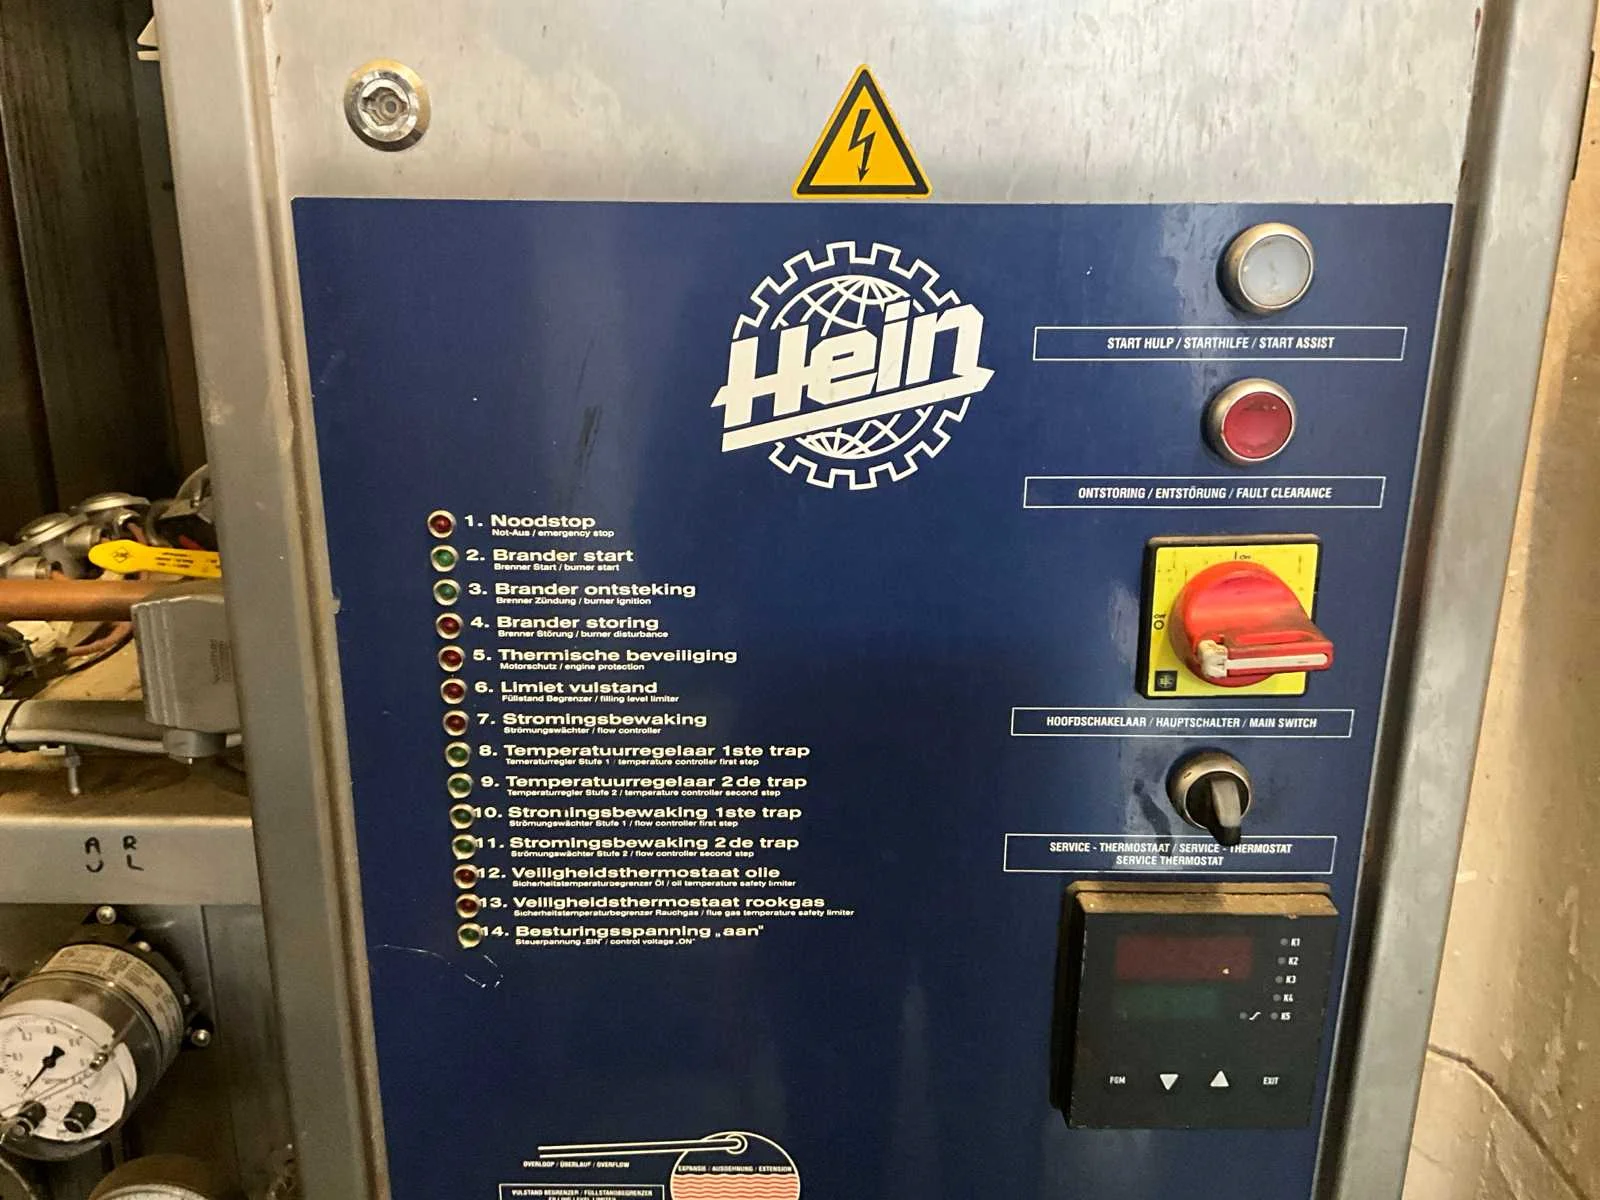 Hein
START HULP / STARTHILFE / START ASSIST
ONTSTORING / ENTSTÖRUNG / FAULT CLEARANCE
1. Noodstop
Not-Aus / emergency stop
2. Brander start
Brenner Start / burner start
3. Brander ontsteking
Brenner Zündung / burner ignition
4. Brander storing
Brenner Störung / burner disturbance
5. Thermische beveiliging
Motorschutz / engine protection
6. Limiet vulstand
Füllstand Begrenzer / filling level limiter
7. Stromingsbewaking
Strömungswächter / flow controller
8. Temperatuurregelaar 1ste trap
Temeraturregler Stufe 1 / temperature controller first step
9. Temperatuurregelaar 2de trap
Temperaturregler Stufe 2 / temperature controller second step
10. Stromingsbewaking 1ste trap
Strömungswächter Stufe 1 / flow controller first step
11. Stromingsbewaking 2de trap
Strömungswächter Stufe 2 / flow controller second step
12. Veiligheidsthermostaat olie
Sicherheitstemperaturbegrenzer Öl / oil temperature safety limiter
13. Veiligheidsthermostaat rookgas
Sicherheitstemperaturbegrenzer Rauchgas / flue gas temperature safety limiter
14. Besturingsspanning „aan"
Steuerpannung „EIN" / control voltage „ON"
I ON
O OFF
HOOFDSCHAKELAAR / HAUPTSCHALTER / MAIN SWITCH
SERVICE - THERMOSTAAT / SERVICE - THERMOSTAT
SERVICE THERMOSTAT
K1
K2
K3
K4
K5
PGM
EXIT
A R
U L
OVERLOOP / ÜBERLAUF / OVERFLOW
EXPANSIE / AUSDEHNUNG / EXTENSION
VULSTAND BEGRENZER / FÜLLSTANDBEGRENZER
FILLING LEVEL LIMITER